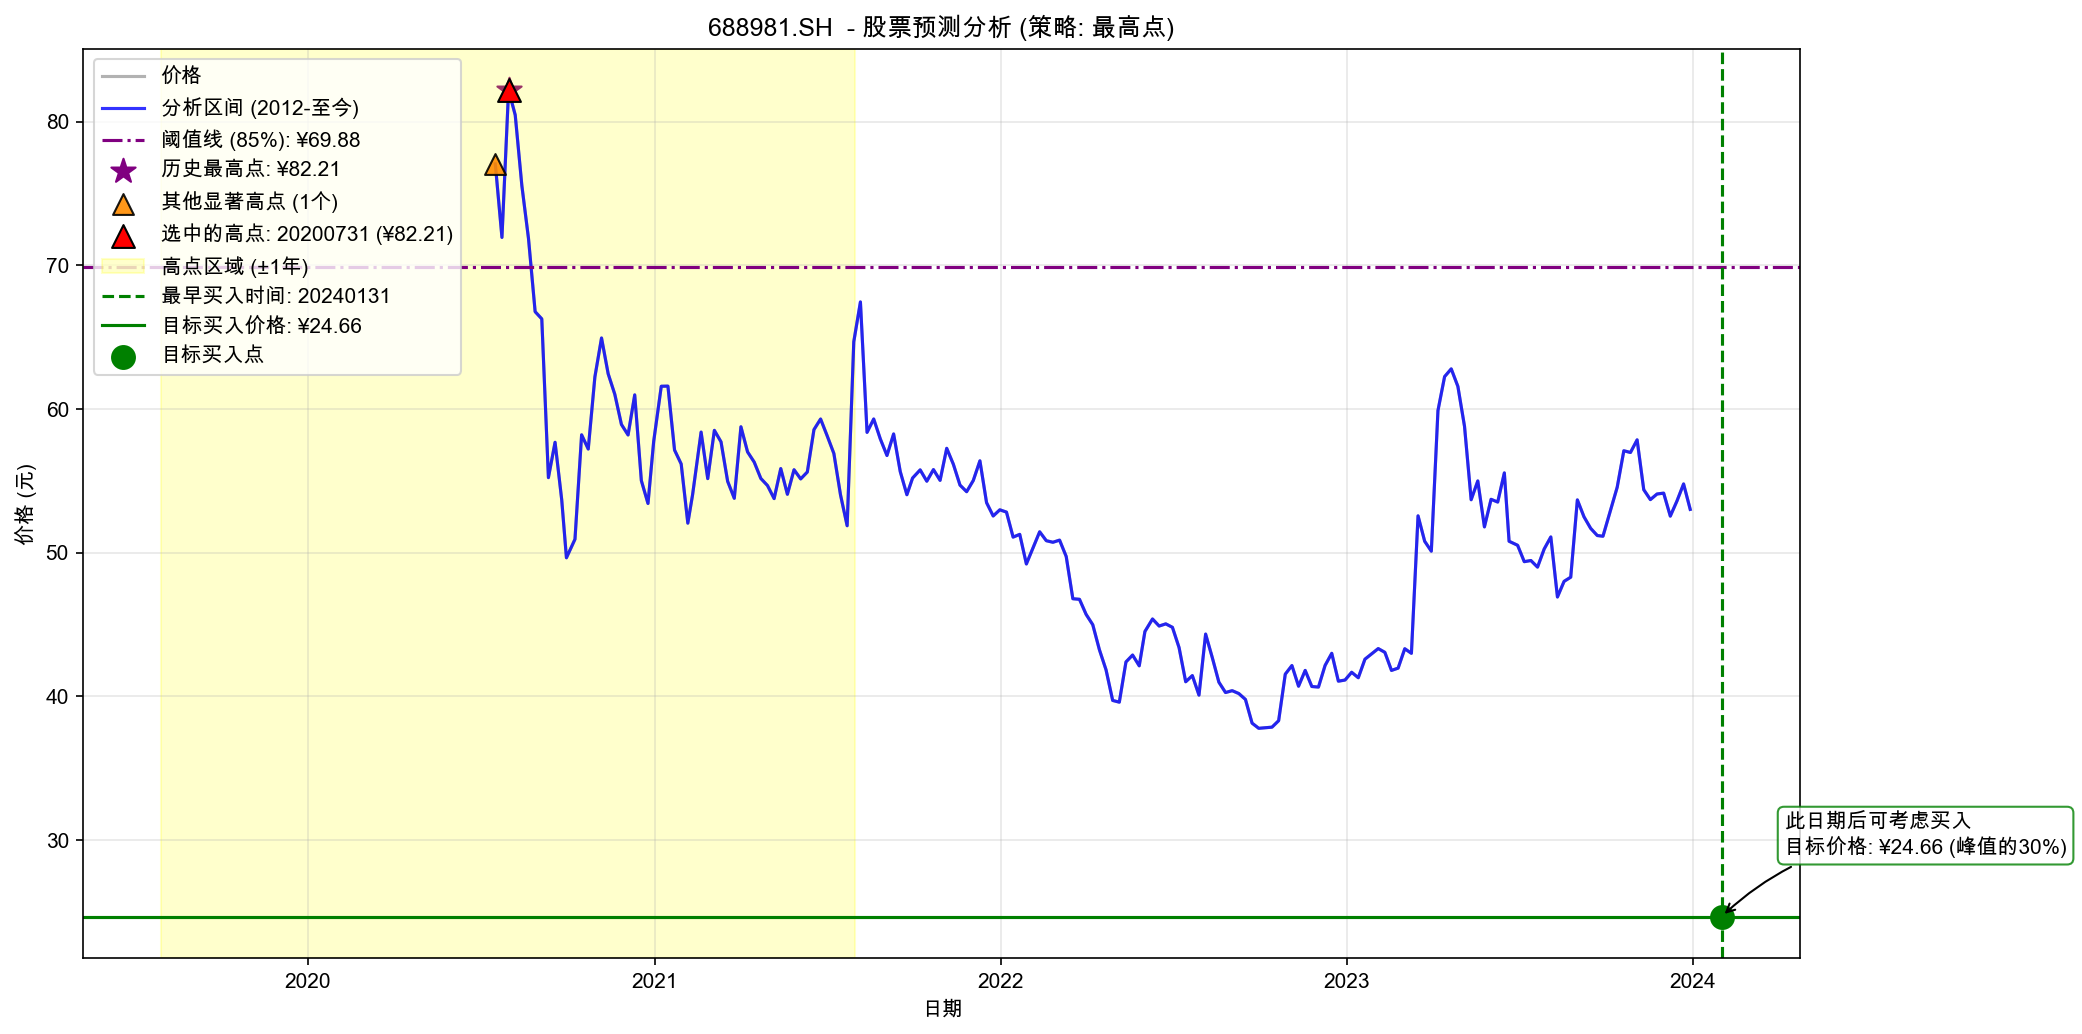 688981.SH - 股票预测分析 (策略: 最高点)
价格
分析区间 (2012-至今)
阈值线 (85%): ¥69.88
历史最高点: ¥82.21
其他显著高点 (1个)
选中的高点: 20200731 (¥82.21)
高点区域 (±1年)
最早买入时间: 20240131
目标买入价格: ¥24.66
目标买入点
80
70
60
50
40
30
价格 (元)
此日期后可考虑买入
目标价格: ¥24.66 (峰值的30%)
2020
2021
2022
2023
2024
日期